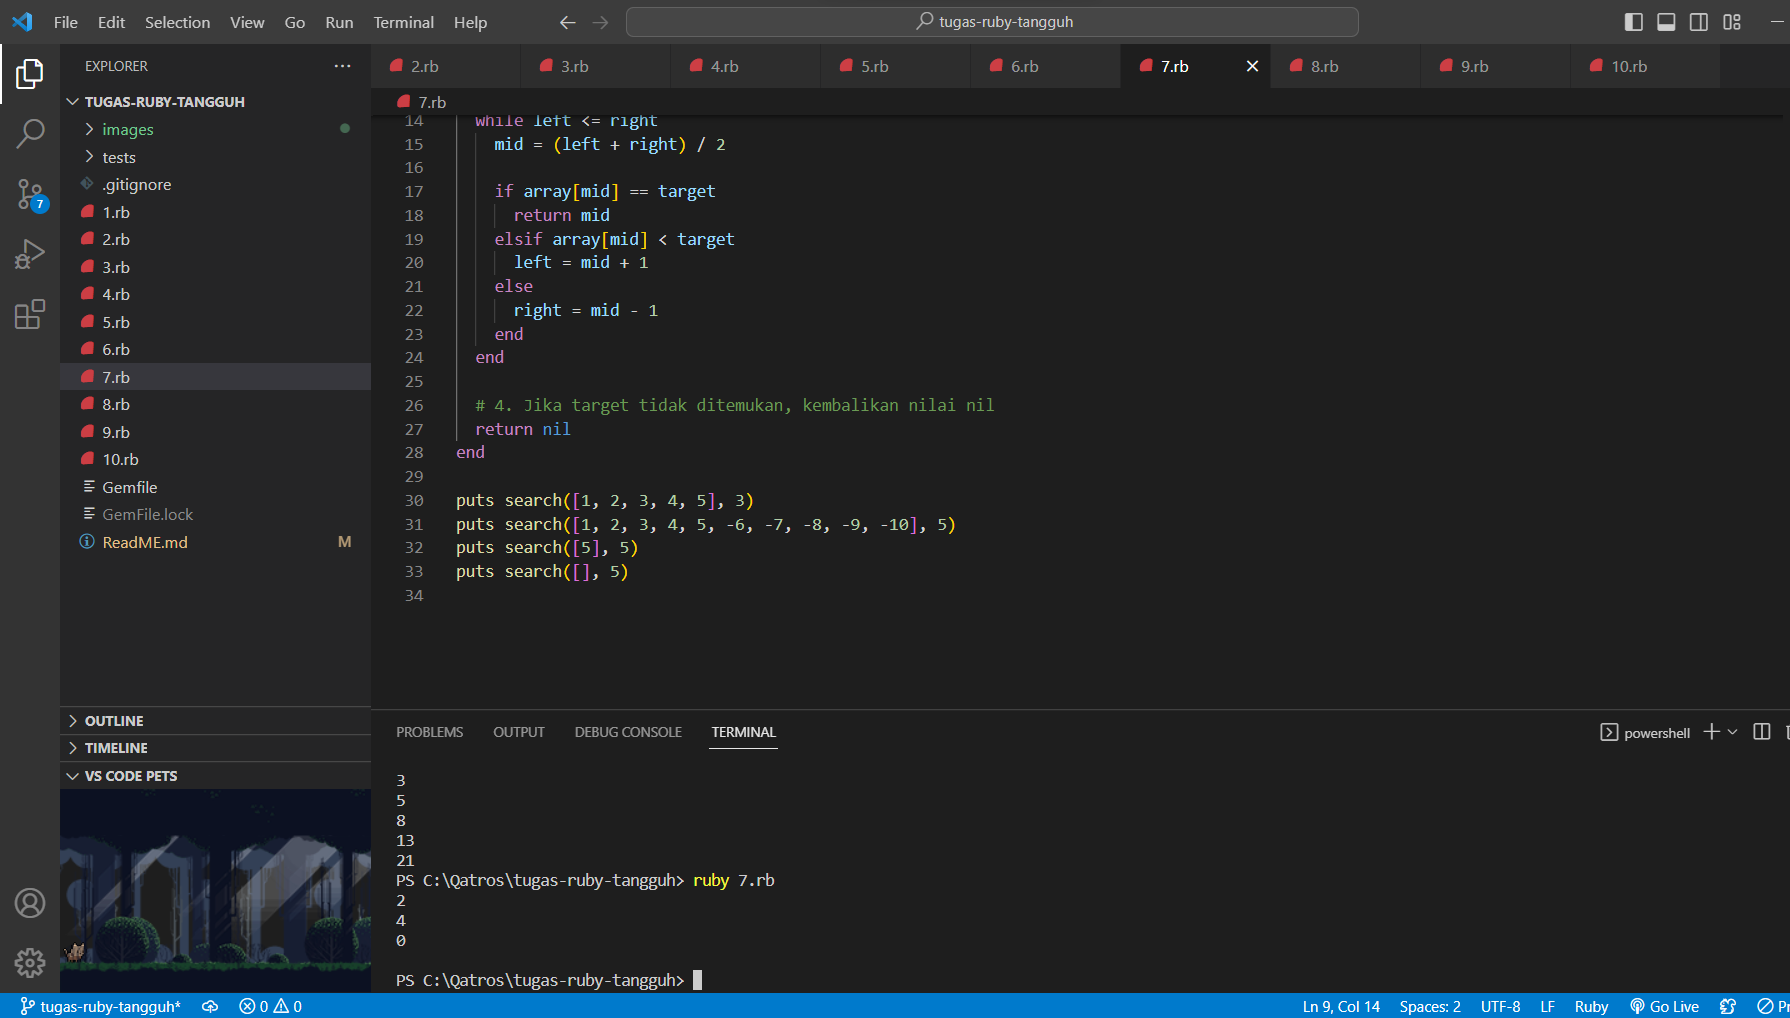 File Edit Selection View Go Run Terminal Help
tugas-ruby-tangguh
EXPLORER
TUGAS-RUBY-TANGGUH
images
tests
.gitignore
1.rb
2.rb
3.rb
4.rb
5.rb
6.rb
7.rb
8.rb
9.rb
10.rb
Gemfile
GemFile.lock
ReadME.md M
7
OUTLINE
TIMELINE
VS CODE PETS
2.rb 3.rb 4.rb 5.rb 6.rb 7.rb 8.rb 9.rb 10.rb
7.rb
14 while left <= right
15 mid = (left + right) / 2
16
17 if array[mid] == target
18 return mid
19 elsif array[mid] < target
20 left = mid + 1
21 else
22 right = mid - 1
23 end
24 end
25
26 # 4. Jika target tidak ditemukan, kembalikan nilai nil
27 return nil
28 end
29
30 puts search([1, 2, 3, 4, 5], 3)
31 puts search([1, 2, 3, 4, 5, -6, -7, -8, -9, -10], 5)
32 puts search([5], 5)
33 puts search([], 5)
34
PROBLEMS OUTPUT DEBUG CONSOLE TERMINAL
powershell
3
5
8
13
21
PS C:\Qatros\tugas-ruby-tangguh> ruby 7.rb
2
4
0
PS C:\Qatros\tugas-ruby-tangguh>
tugas-ruby-tangguh* 0 0 Ln 9, Col 14 Spaces: 2 UTF-8 LF Ruby Go Live